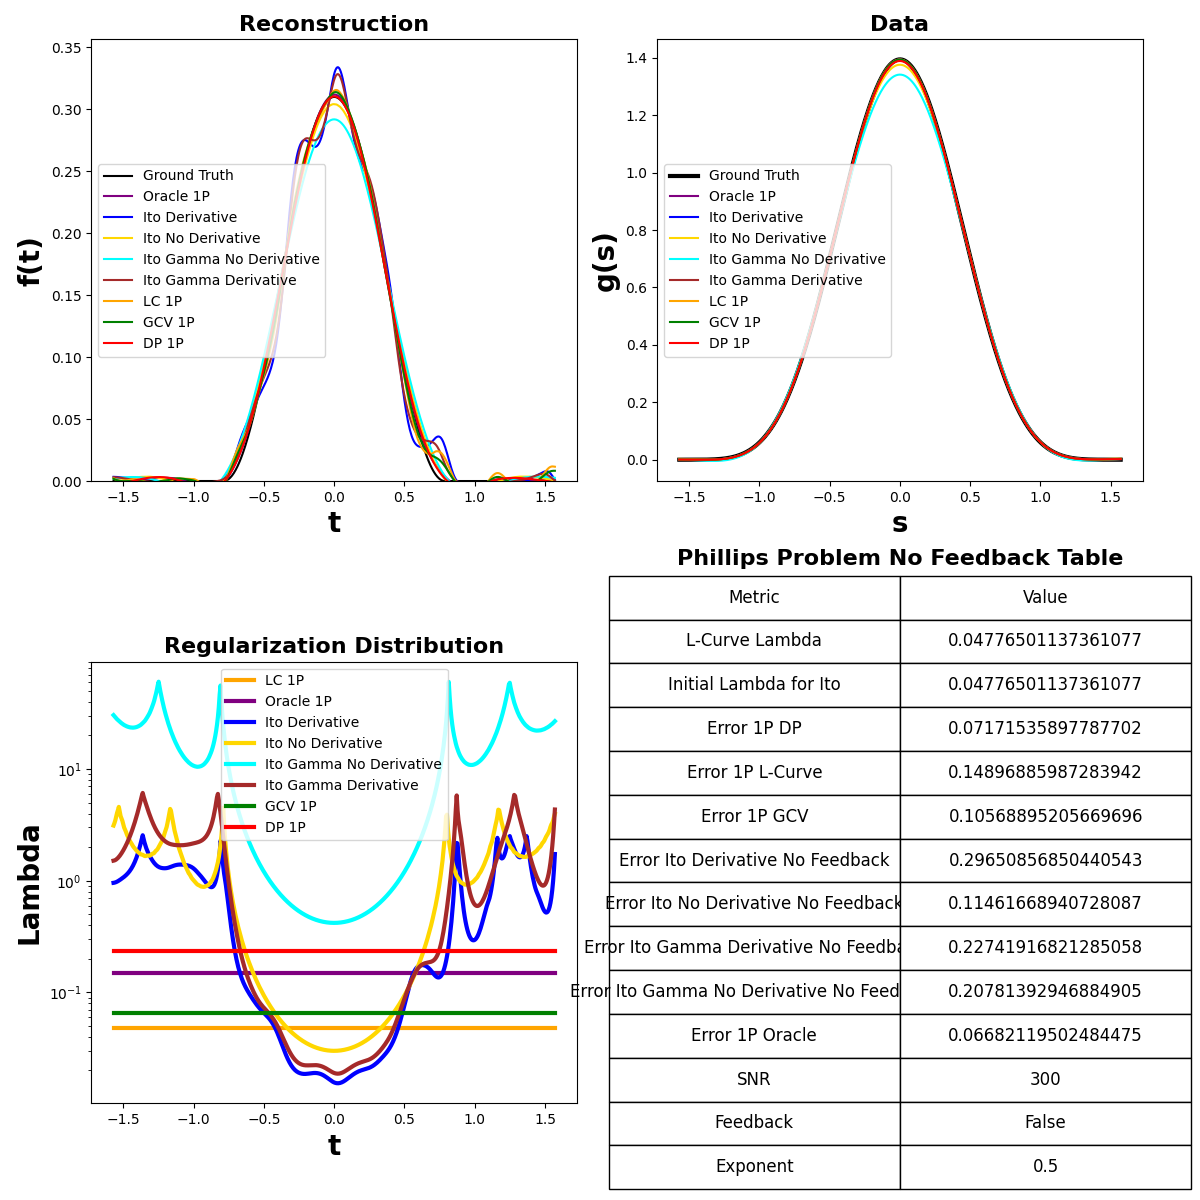 Reconstruction
0.35
0.30
0.25
0.20
0.15
0.10
0.05
0.00
f(t)
Ground Truth
Oracle 1P
Ito Derivative
Ito No Derivative
Ito Gamma No Derivative
Ito Gamma Derivative
LC 1P
GCV 1P
DP 1P
−1.5 −1.0 −0.5 0.0 0.5 1.0 1.5
t
Data
1.4
1.2
1.0
0.8
0.6
0.4
0.2
0.0
g(s)
Ground Truth
Oracle 1P
Ito Derivative
Ito No Derivative
Ito Gamma No Derivative
Ito Gamma Derivative
LC 1P
GCV 1P
DP 1P
−1.5 −1.0 −0.5 0.0 0.5 1.0 1.5
s
Regularization Distribution
10¹
10⁰
10⁻¹
Lambda
LC 1P
Oracle 1P
Ito Derivative
Ito No Derivative
Ito Gamma No Derivative
Ito Gamma Derivative
GCV 1P
DP 1P
−1.5 −1.0 −0.5 0.0 0.5 1.0 1.5
t
Phillips Problem No Feedback Table
Metric Value
L-Curve Lambda 0.04776501137361077
Initial Lambda for Ito 0.04776501137361077
Error 1P DP 0.07171535897787702
Error 1P L-Curve 0.14896885987283942
Error 1P GCV 0.10568895205669696
Error Ito Derivative No Feedback 0.29650856850440543
Error Ito No Derivative No Feedback 0.11461668940728087
Error Ito Gamma Derivative No Feedba 0.22741916821285058
Error Ito Gamma No Derivative No Feed 0.20781392946884905
Error 1P Oracle 0.06682119502484475
SNR 300
Feedback False
Exponent 0.5